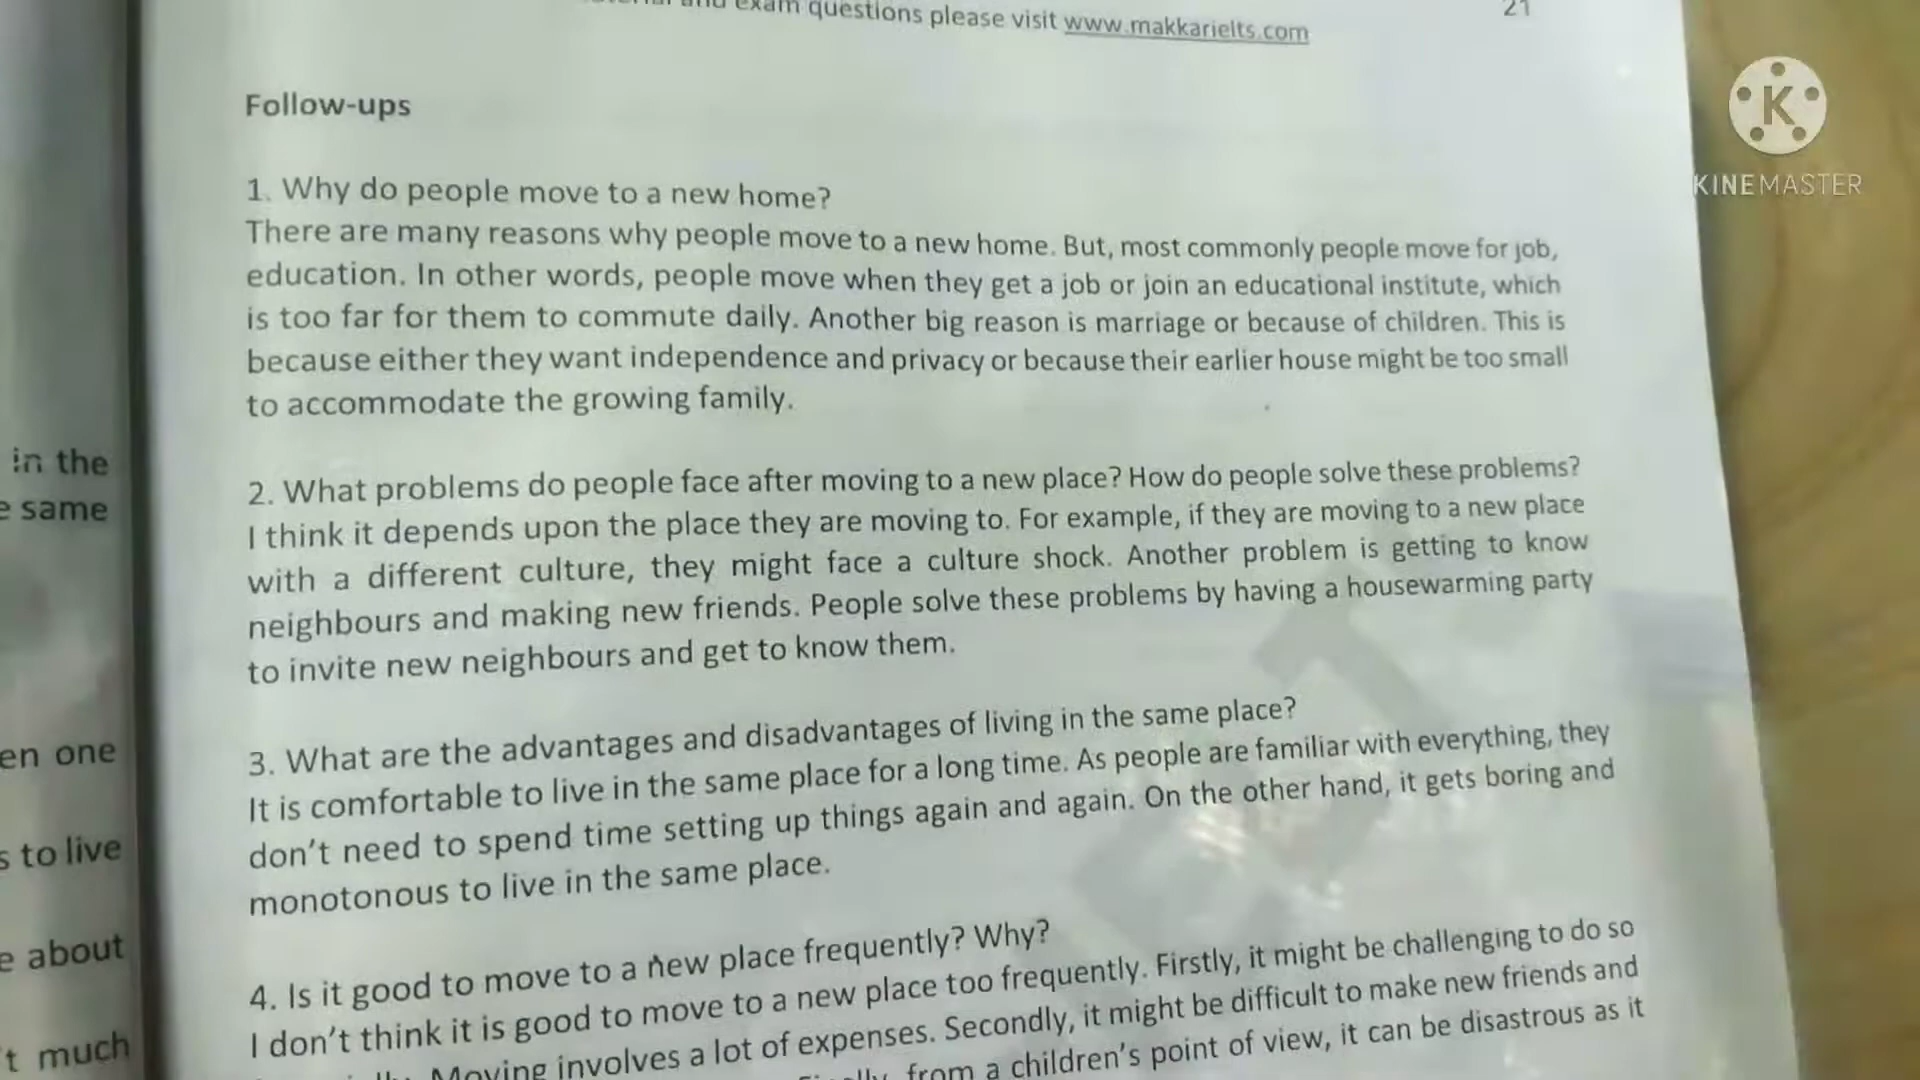 exam questions please visit www.makkarielts.com
21
K
KINEMASTER
Follow-ups
1. Why do people move to a new home?
There are many reasons why people move to a new home. But, most commonly people move for job,
education. In other words, people move when they get a job or join an educational institute, which
is too far for them to commute daily. Another big reason is marriage or because of children. This is
because either they want independence and privacy or because their earlier house might be too small
to accommodate the growing family.
2. What problems do people face after moving to a new place? How do people solve these problems?
I think it depends upon the place they are moving to. For example, if they are moving to a new place
with a different culture, they might face a culture shock. Another problem is getting to know
neighbours and making new friends. People solve these problems by having a housewarming party
to invite new neighbours and get to know them.
3. What are the advantages and disadvantages of living in the same place?
It is comfortable to live in the same place for a long time. As people are familiar with everything, they
don't need to spend time setting up things again and again. On the other hand, it gets boring and
monotonous to live in the same place.
4. Is it good to move to a new place frequently? Why?
I don't think it is good to move to a new place too frequently. Firstly, it might be challenging to do so
Moving involves a lot of expenses. Secondly, it might be difficult to make new friends and
from a children's point of view, it can be disastrous as it
in the
same
en one
s to live
about
't much